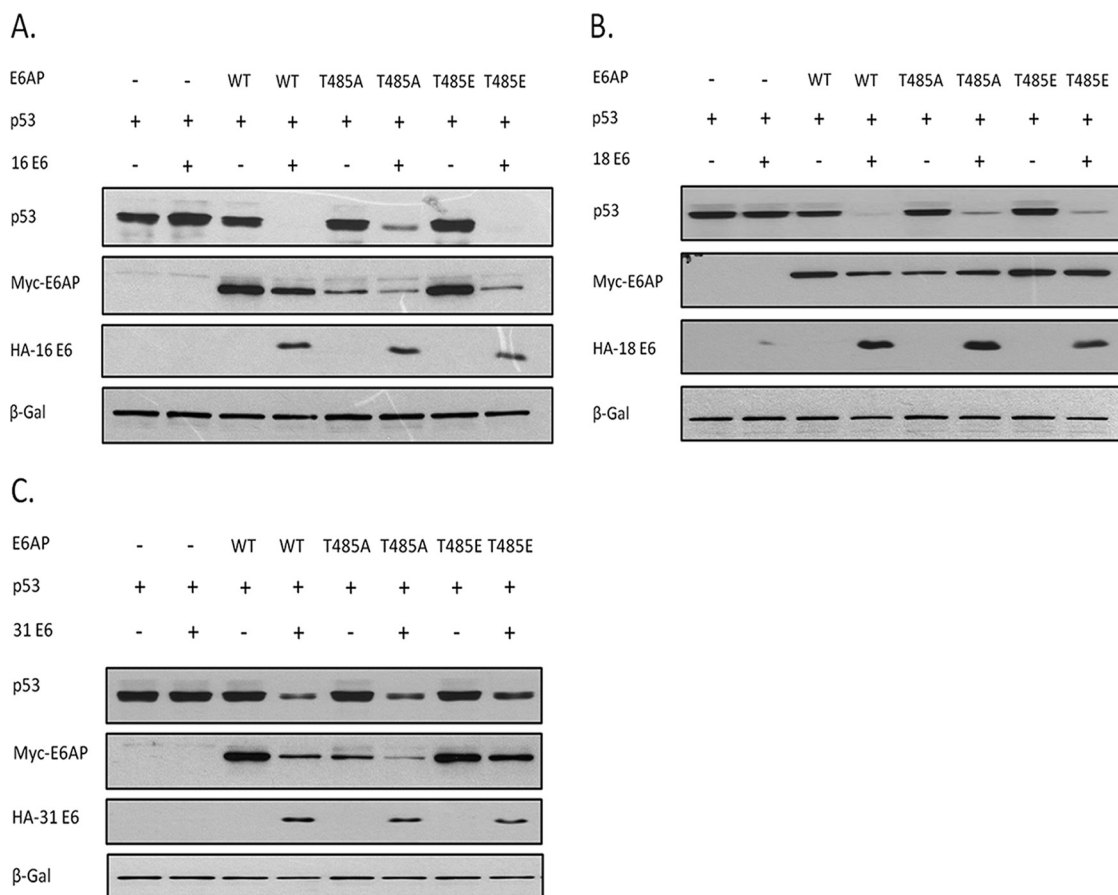 A.
E6AP - - WT WT T485A T485A T485E T485E
p53 + + + + + + + +
16 E6 - + - + - + - +
p53
Myc-E6AP
HA-16 E6
β-Gal
B.
E6AP - - WT WT T485A T485A T485E T485E
p53 + + + + + + + +
18 E6 - + - + - + - +
p53
Myc-E6AP
HA-18 E6
β-Gal
C.
E6AP - - WT WT T485A T485A T485E T485E
p53 + + + + + + + +
31 E6 - + - + - + - +
p53
Myc-E6AP
HA-31 E6
β-Gal